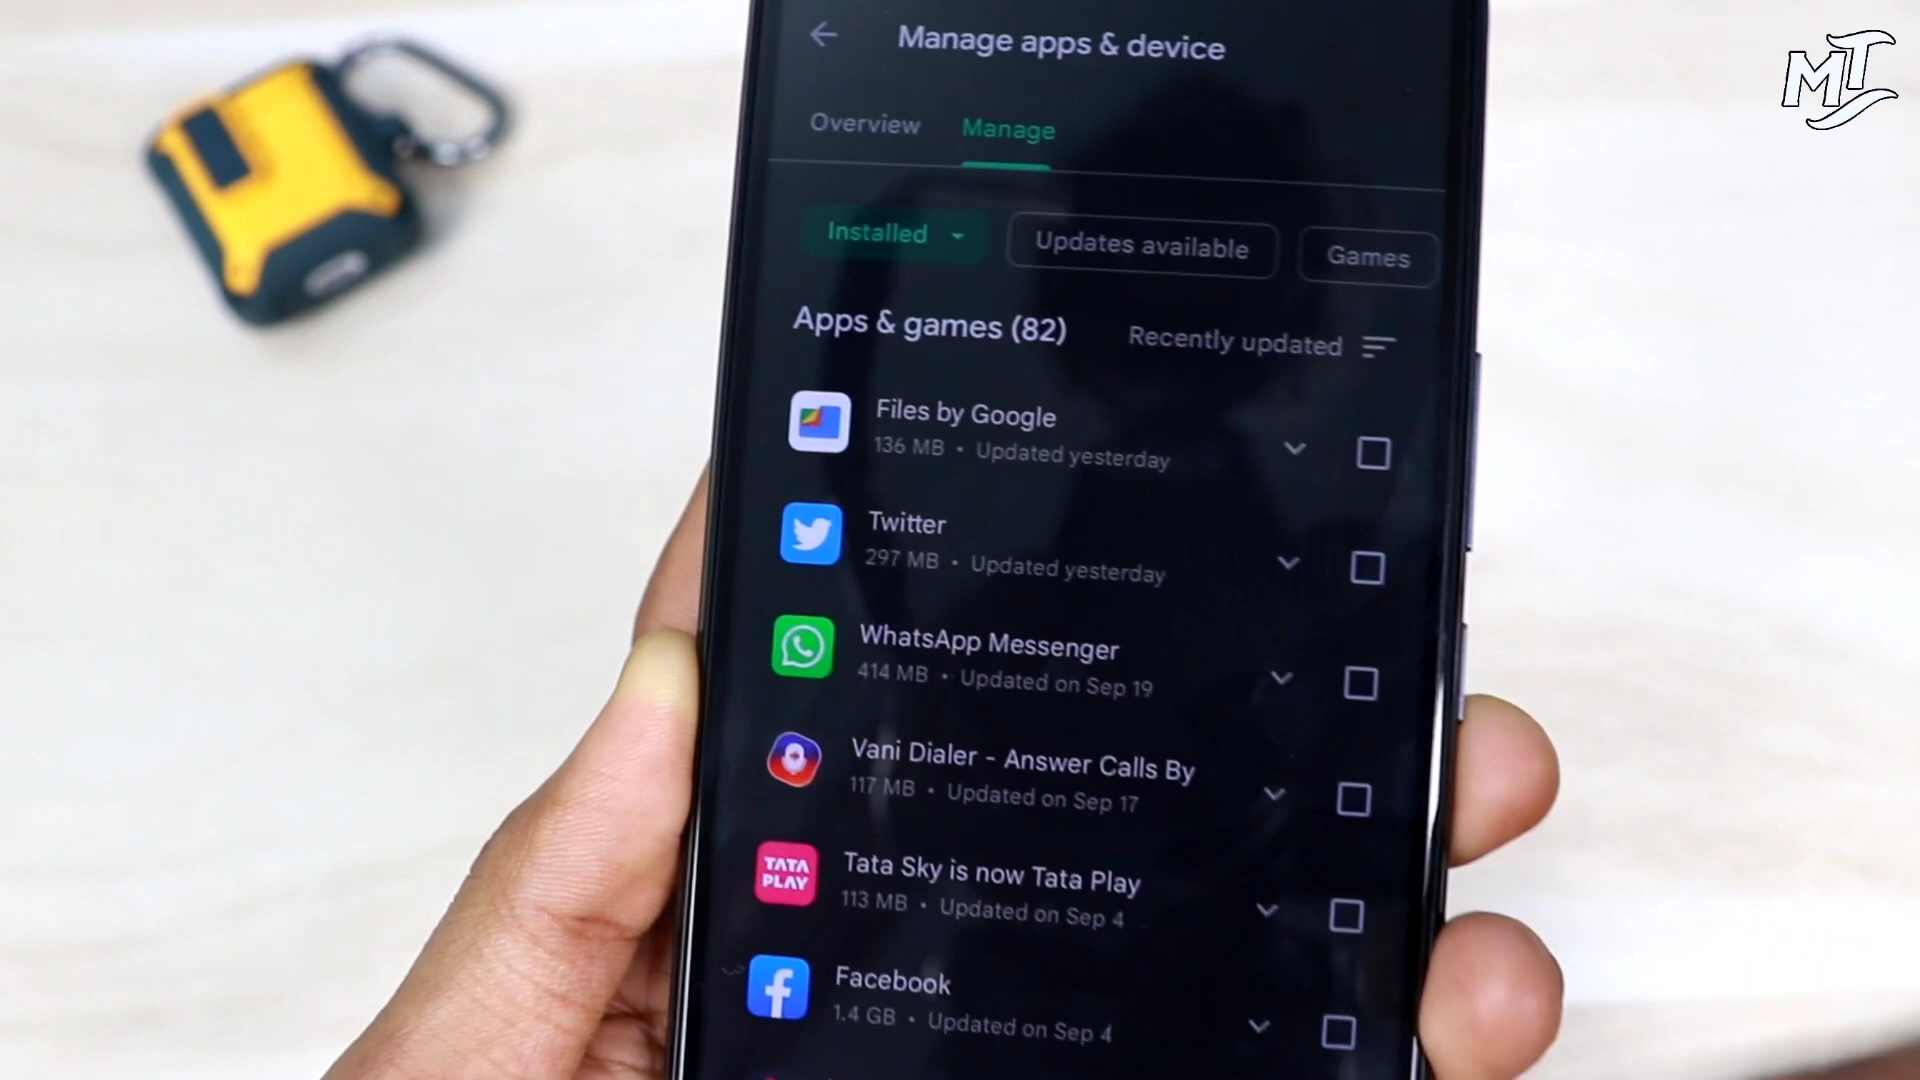 MT
Manage apps & device
Overview Manage
Installed Updates available Games
Apps & games (82) Recently updated
Files by Google
136 MB • Updated yesterday
Twitter
297 MB • Updated yesterday
WhatsApp Messenger
414 MB • Updated on Sep 19
Vani Dialer - Answer Calls By
117 MB • Updated on Sep 17
TATA
PLAY
Tata Sky is now Tata Play
113 MB • Updated on Sep 4
Facebook
1.4 GB • Updated on Sep 4